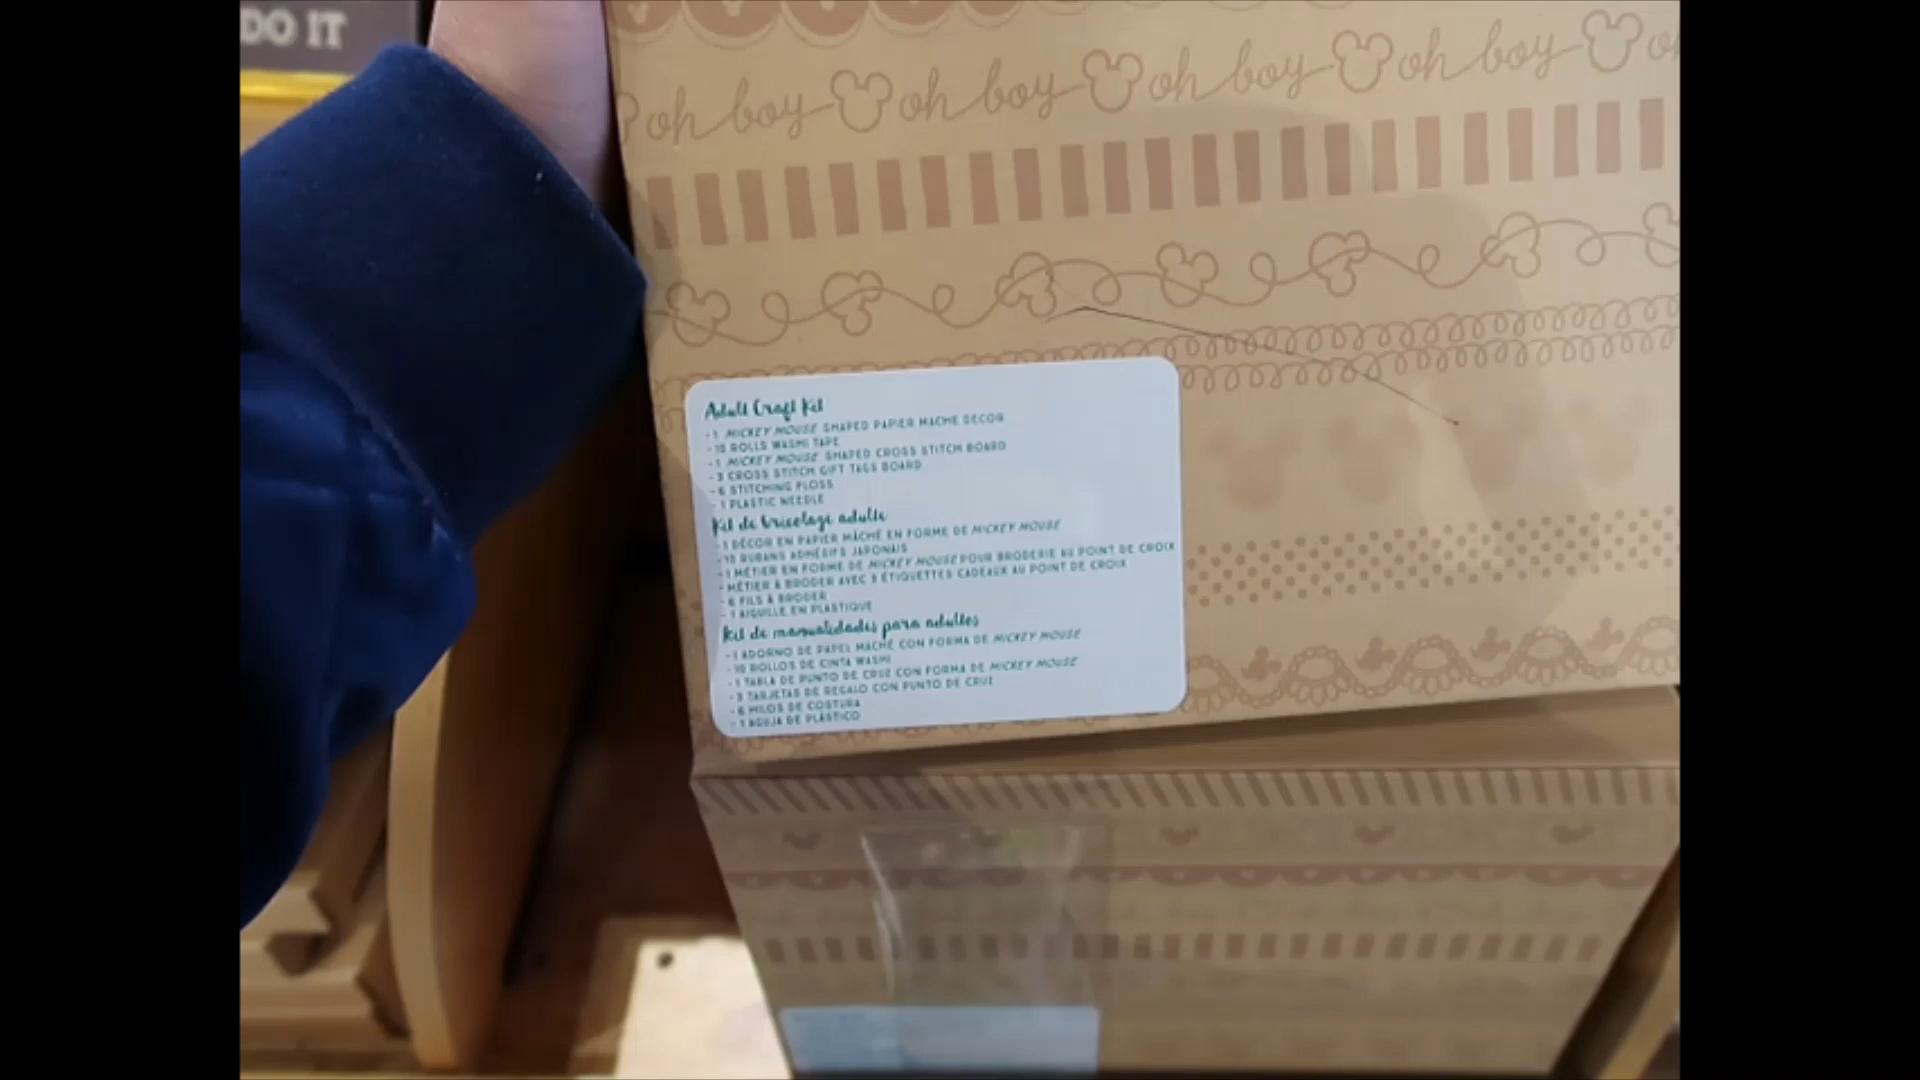 DO IT
oh boy oh boy oh boy oh boy
Adult Craft Kit
- 1 MICKEY MOUSE SHAPED PAPIER MACHE DECOR
- 10 ROLLS WASHI TAPE
- 1 MICKEY MOUSE SHAPED CROSS STITCH BOARD
- 3 CROSS STITCH GIFT TAGS BOARD
- 6 STITCHING FLOSS
- 1 PLASTIC NEEDLE
Kit de bricolage adulte
- 1 DÉCOR EN PAPIER MÂCHÉ EN FORME DE MICKEY MOUSE
- 10 RUBANS ADHÉSIFS JAPONAIS
- 1 MÉTIER EN FORME DE MICKEY MOUSE POUR BRODERIE AU POINT DE CROIX
- MÉTIER À BRODER AVEC 3 ÉTIQUETTES CADEAUX AU POINT DE CROIX
- 6 FILS À BRODER
- 1 AIGUILLE EN PLASTIQUE
Kit de manualidades para adultos
- 1 ADORNO DE PAPEL MACHÉ CON FORMA DE MICKEY MOUSE
- 10 ROLLOS DE CINTA WASHI
- 1 TABLA DE PUNTO DE CRUZ CON FORMA DE MICKEY MOUSE
- 3 TARJETAS DE REGALO CON PUNTO DE CRUZ
- 6 HILOS DE COSTURA
- 1 AGUJA DE PLÁSTICO